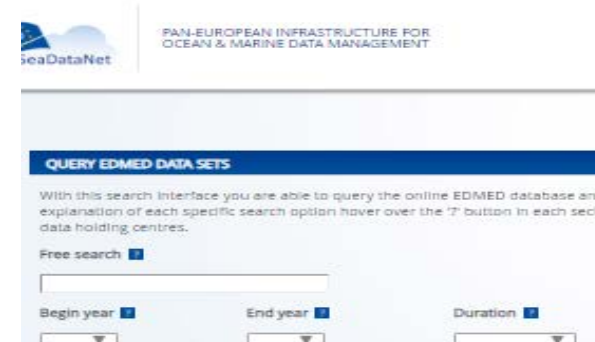 SeaDataNet
PAN-EUROPEAN INFRASTRUCTURE FOR
OCEAN & MARINE DATA MANAGEMENT
QUERY EDMED DATA SETS
With this search interface you are able to query the online EDMED database an
explanation of each specific search option hover over the '?' button in each sec
data holding centres.
Free search ?
Begin year ? End year ? Duration ?